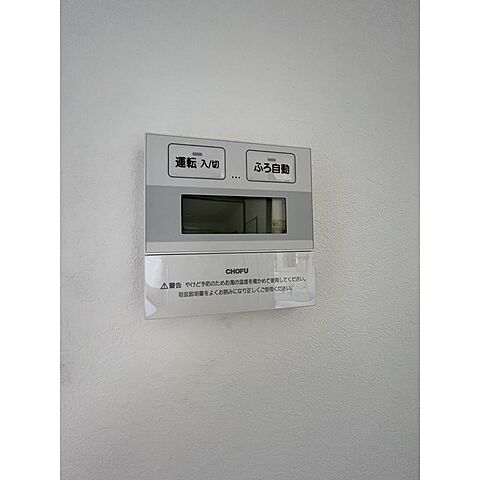 運転 入/切
ふろ自動
CHOFU
⚠警告 やけど予防のためお湯の温度を確かめて使用してください。
取扱説明書をよくお読みになり正しくご使用ください。